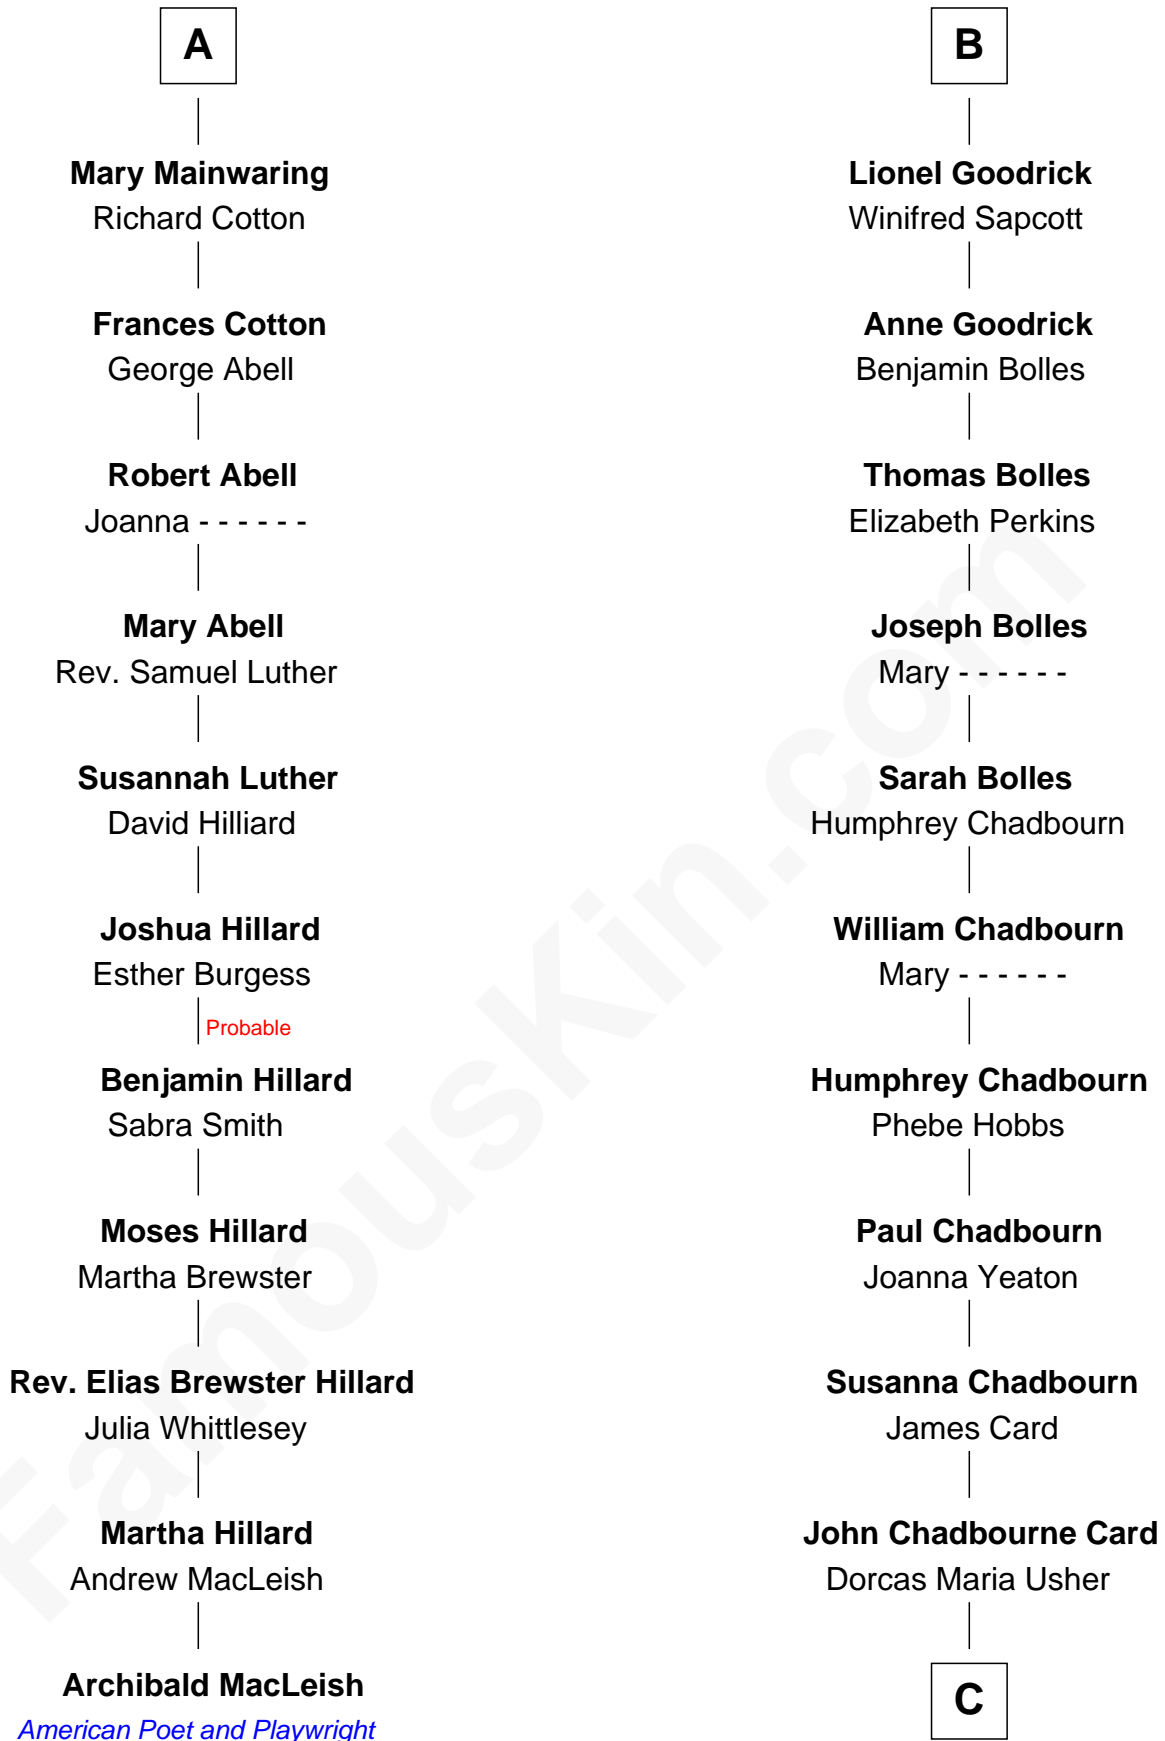 A
Mary Mainwaring
Richard Cotton
Frances Cotton
George Abell
Robert Abell
Joanna - - - - - -
Mary Abell
Rev. Samuel Luther
Susannah Luther
David Hilliard
Joshua Hillard
Esther Burgess
Probable
Benjamin Hillard
Sabra Smith
Moses Hillard
Martha Brewster
Rev. Elias Brewster Hillard
Julia Whittlesey
Martha Hillard
Andrew MacLeish
Archibald MacLeish
American Poet and Playwright
B
Lionel Goodrick
Winifred Sapcott
Anne Goodrick
Benjamin Bolles
Thomas Bolles
Elizabeth Perkins
Joseph Bolles
Mary - - - - - -
Sarah Bolles
Humphrey Chadbourn
William Chadbourn
Mary - - - - - -
Humphrey Chadbourn
Phebe Hobbs
Paul Chadbourn
Joanna Yeaton
Susanna Chadbourn
James Card
John Chadbourne Card
Dorcas Maria Usher
C
FamousKin.com